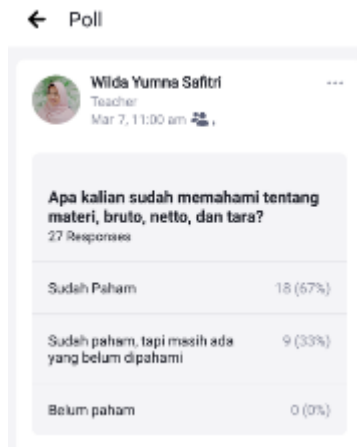 Poll
Wilda Yumna Safitri
Teacher
Mar 7, 11:00 am
Apa kalian sudah memahami tentang
materi, bruto, netto, dan tara?
27 Responses
Sudah Paham 18 (67%)
Sudah paham, tapi masih ada 9 (33%)
yang belum dipahami
Belum paham 0 (0%)